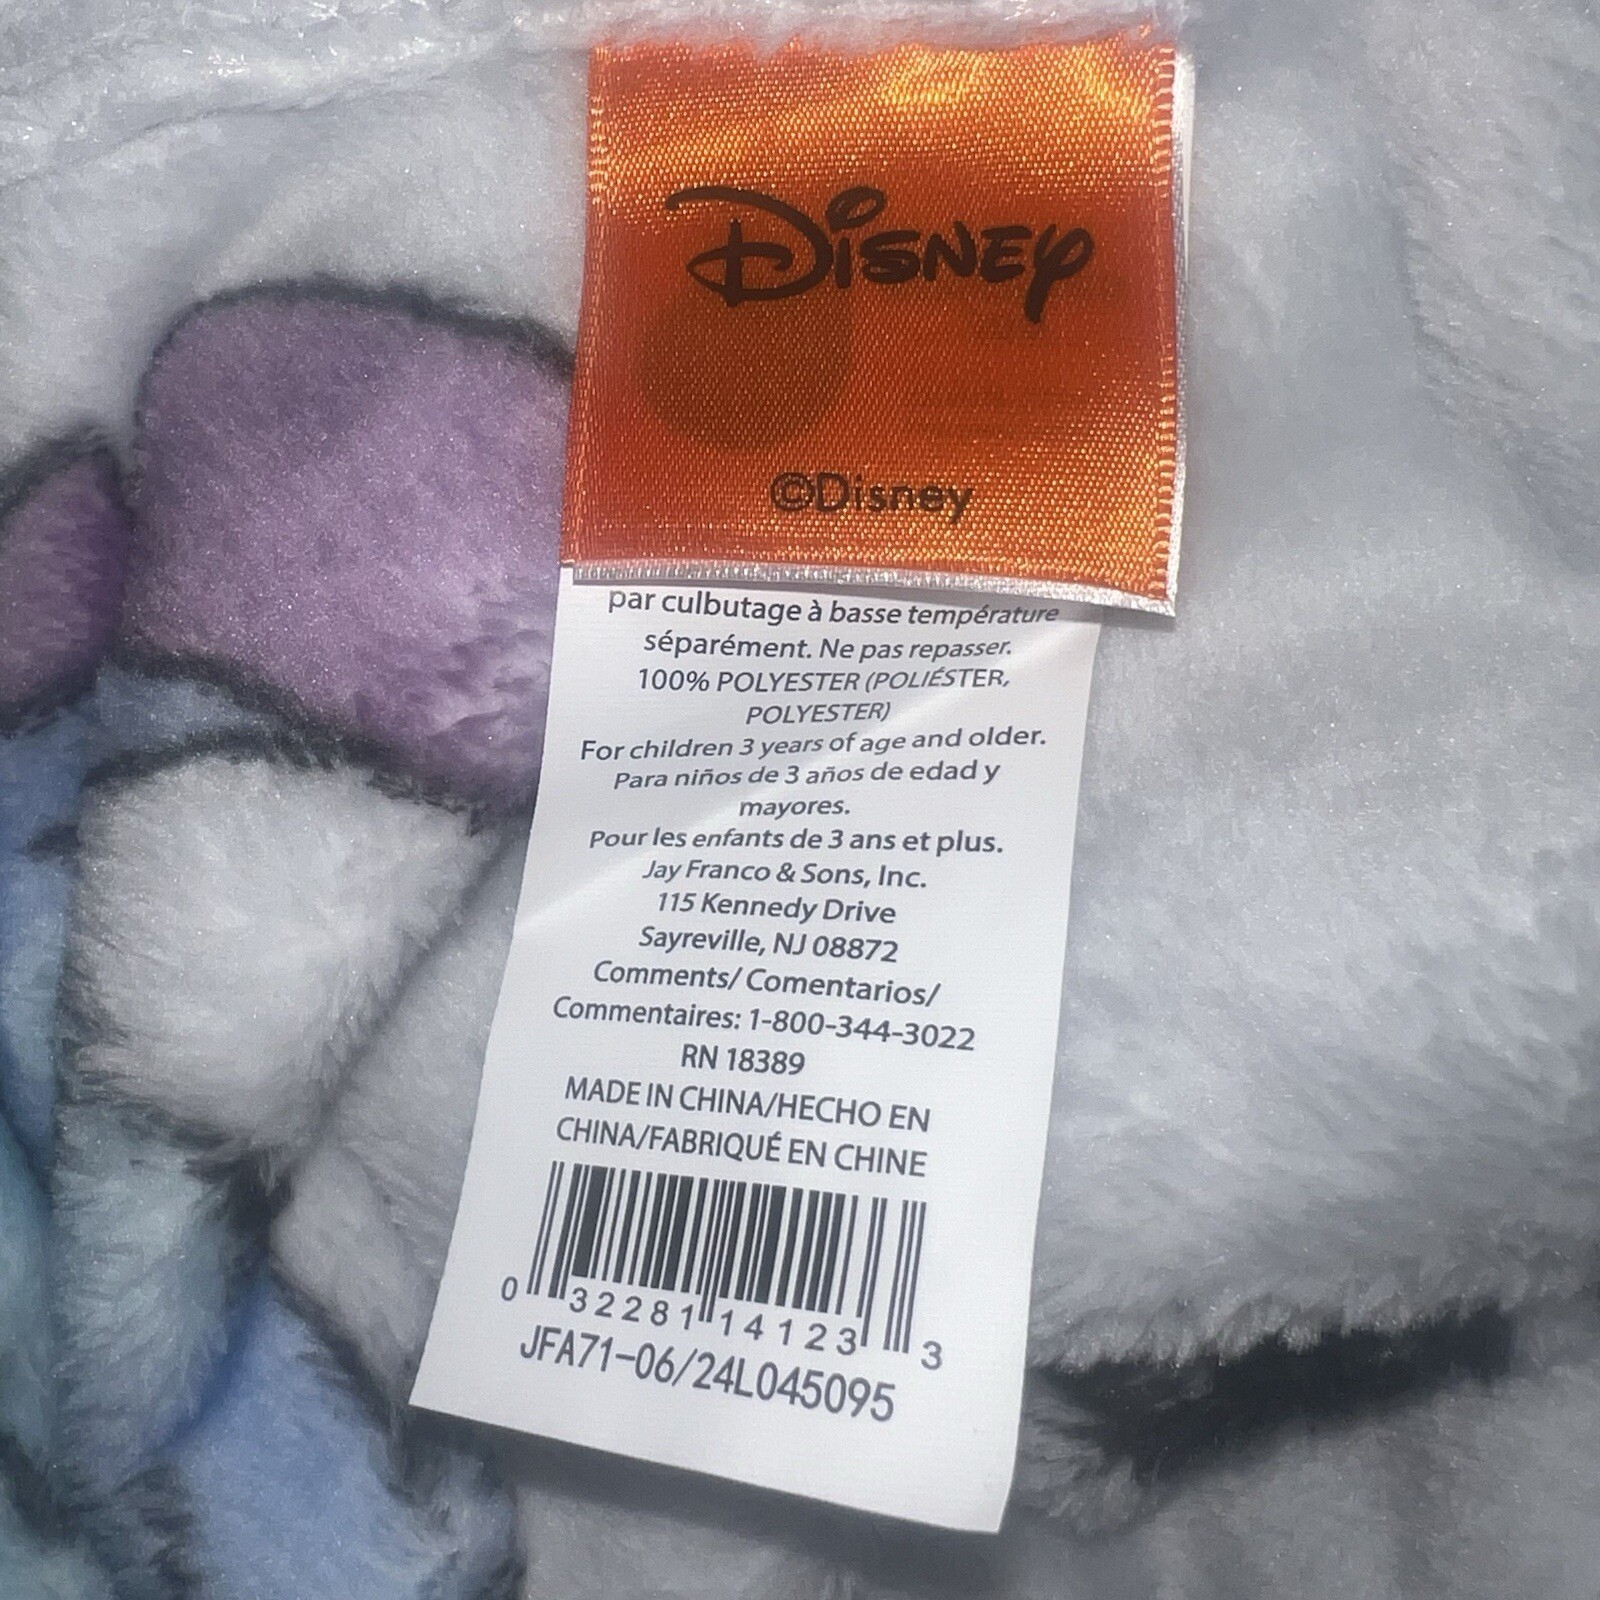 Disney
©Disney
par culbutage à basse température
séparément. Ne pas repasser.
100% POLYESTER (POLIÉSTER,
POLYESTER)
For children 3 years of age and older.
Para niños de 3 años de edad y
mayores.
Pour les enfants de 3 ans et plus.
Jay Franco & Sons, Inc.
115 Kennedy Drive
Sayreville, NJ 08872
Comments/ Comentarios/
Commentaires: 1-800-344-3022
RN 18389
MADE IN CHINA/HECHO EN
CHINA/FABRIQUÉ EN CHINE
0 32281 14123 3
JFA71-06/24L045095